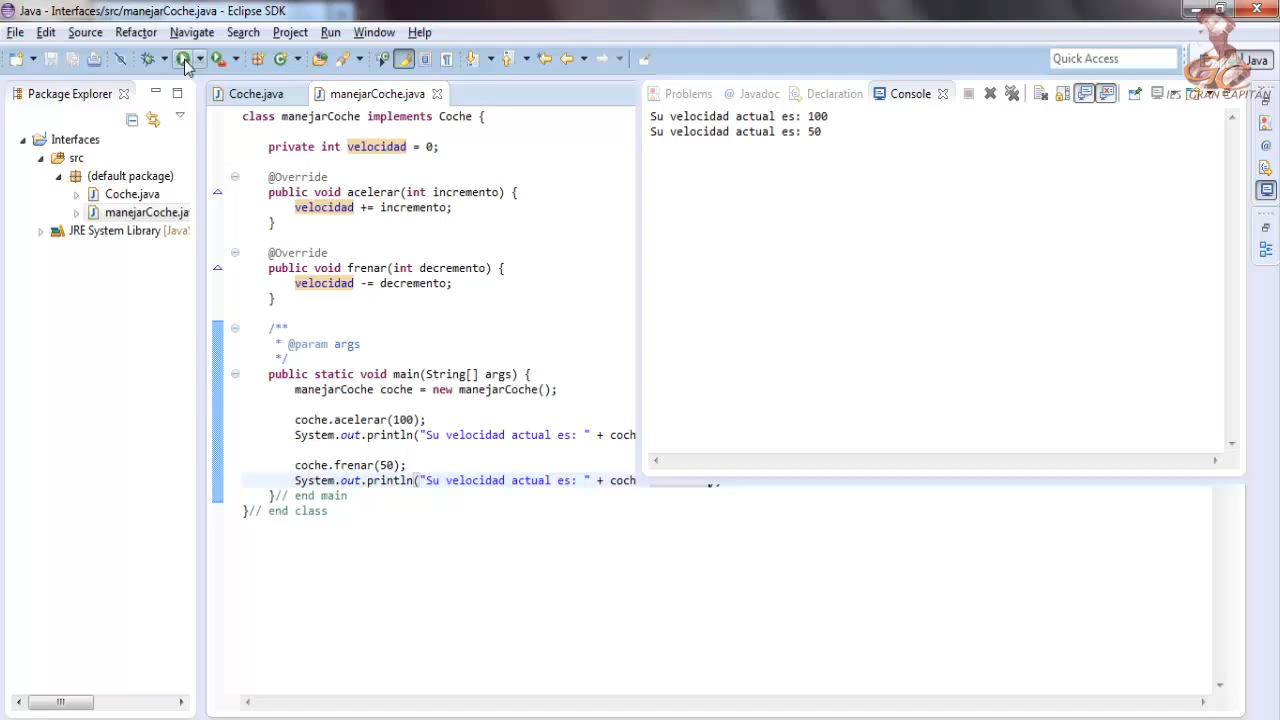 Java - Interfaces/src/manejarCoche.java - Eclipse SDK
File Edit Source Refactor Navigate Search Project Run Window Help
Quick Access
Java
IES GRAN CAPITÁN
Package Explorer
Interfaces
src
(default package)
Coche.java
manejarCoche.ja
JRE System Library [JavaS
Coche.java manejarCoche.java
class manejarCoche implements Coche {
private int velocidad = 0;
@Override
public void acelerar(int incremento) {
velocidad += incremento;
}
@Override
public void frenar(int decremento) {
velocidad -= decremento;
}
/**
* @param args
*/
public static void main(String[] args) {
manejarCoche coche = new manejarCoche();
coche.acelerar(100);
System.out.println("Su velocidad actual es: " + coch
coche.frenar(50);
System.out.println("Su velocidad actual es: " + coch
}// end main
}// end class
Problems @ Javadoc Declaration Console
Su velocidad actual es: 100
Su velocidad actual es: 50